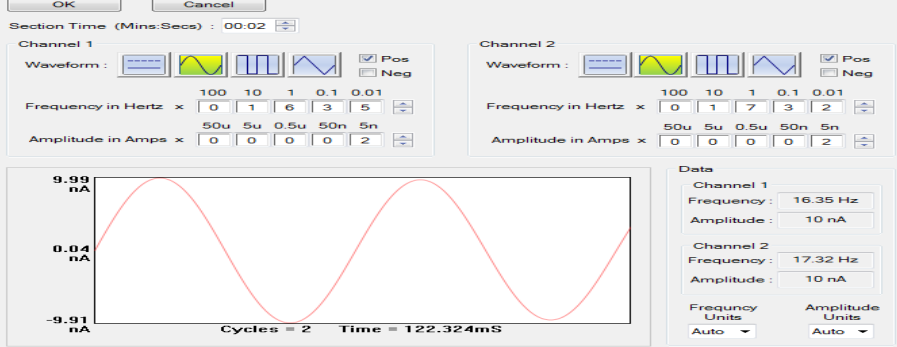 OK Cancel
Section Time (Mins:Secs) : 00:02
Channel 1
Waveform :
Pos
Neg
100 10 1 0.1 0.01
Frequency in Hertz x 0 1 6 3 5
50u 5u 0.5u 50n 5n
Amplitude in Amps x 0 0 0 0 2
Channel 2
Waveform :
Pos
Neg
100 10 1 0.1 0.01
Frequency in Hertz x 0 1 7 3 2
50u 5u 0.5u 50n 5n
Amplitude in Amps x 0 0 0 0 2
9.99
nA
0.04
nA
-9.91
nA
Cycles = 2 Time = 122.324mS
Data
Channel 1
Frequency : 16.35 Hz
Amplitude : 10 nA
Channel 2
Frequency : 17.32 Hz
Amplitude : 10 nA
Frequncy
Units
Auto
Amplitude
Units
Auto